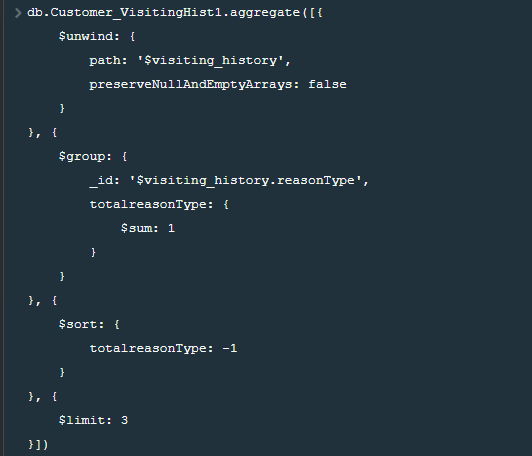 db.Customer_VisitingHist1.aggregate([{
    $unwind: {
        path: '$visiting_history',
        preserveNullAndEmptyArrays: false
    }
}, {
    $group: {
        _id: '$visiting_history.reasonType',
        totalreasonType: {
            $sum: 1
        }
    }
}, {
    $sort: {
        totalreasonType: -1
    }
}, {
    $limit: 3
}])